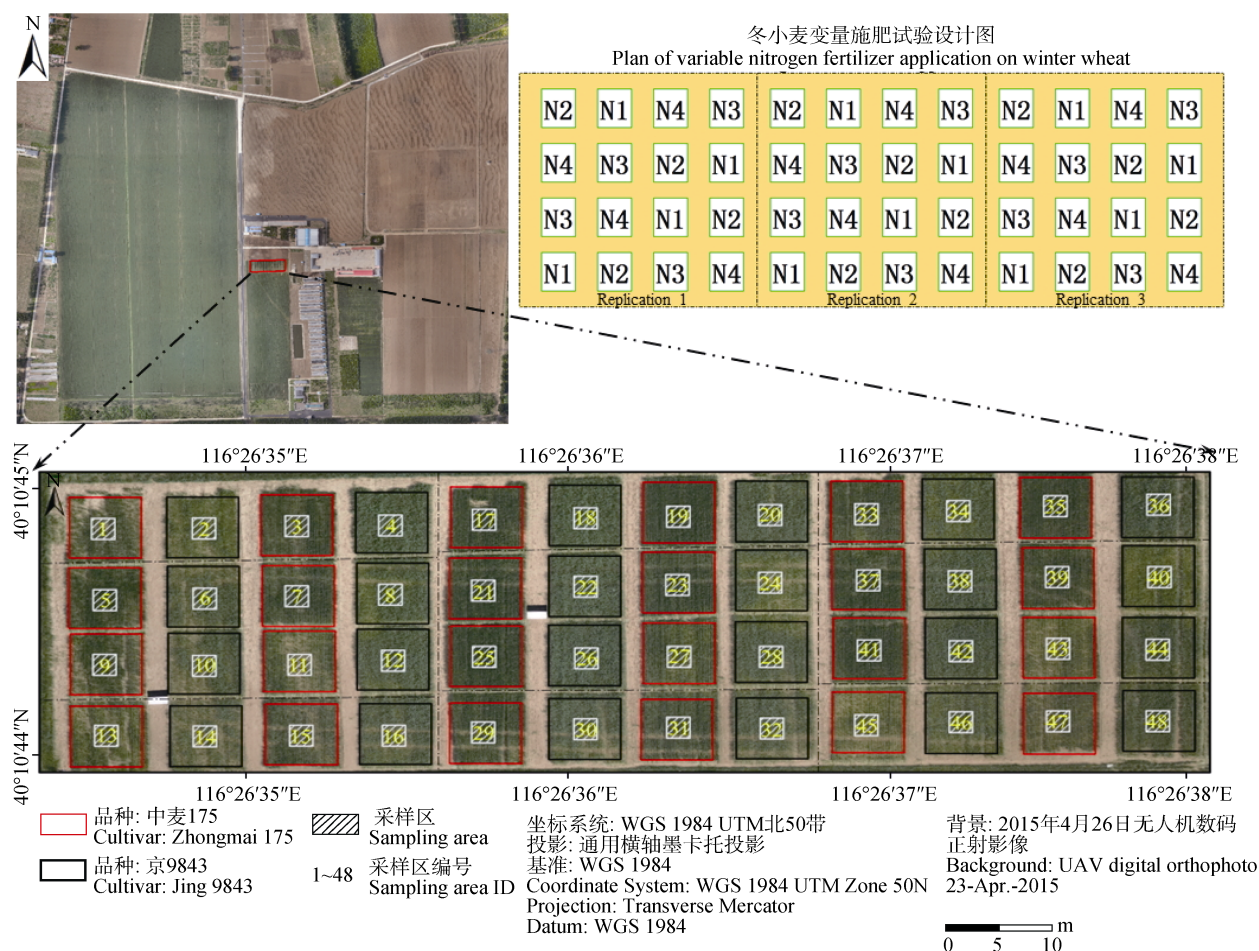 N
冬小麦变量施肥试验设计图
Plan of variable nitrogen fertilizer application on winter wheat
N2 N1 N4 N3 N2 N1 N4 N3 N2 N1 N4 N3
N4 N3 N2 N1 N4 N3 N2 N1 N4 N3 N2 N1
N3 N4 N1 N2 N3 N4 N1 N2 N3 N4 N1 N2
N1 N2 N3 N4 N1 N2 N3 N4 N1 N2 N3 N4
Replication 1 Replication 2 Replication 3
116°26′35″E 116°26′36″E 116°26′37″E 116°26′38″E
40°10′45″N
N
1 2 3 4 17 18 19 20 33 34 35 36
5 6 7 8 21 22 23 24 37 38 39 40
9 10 11 12 25 26 27 28 41 42 43 44
13 14 15 16 29 30 31 32 45 46 47 48
40°10′44″N
116°26′35″E 116°26′36″E 116°26′37″E 116°26′38″E
品种: 中麦175
Cultivar: Zhongmai 175
品种: 京9843
Cultivar: Jing 9843
采样区
Sampling area
1~48 采样区编号
Sampling area ID
坐标系统: WGS 1984 UTM北50带
投影: 通用横轴墨卡托投影
基准: WGS 1984
Coordinate System: WGS 1984 UTM Zone 50N
Projection: Transverse Mercator
Datum: WGS 1984
背景: 2015年4月26日无人机数码
正射影像
Background: UAV digital orthophoto
23-Apr.-2015
m
0 5 10